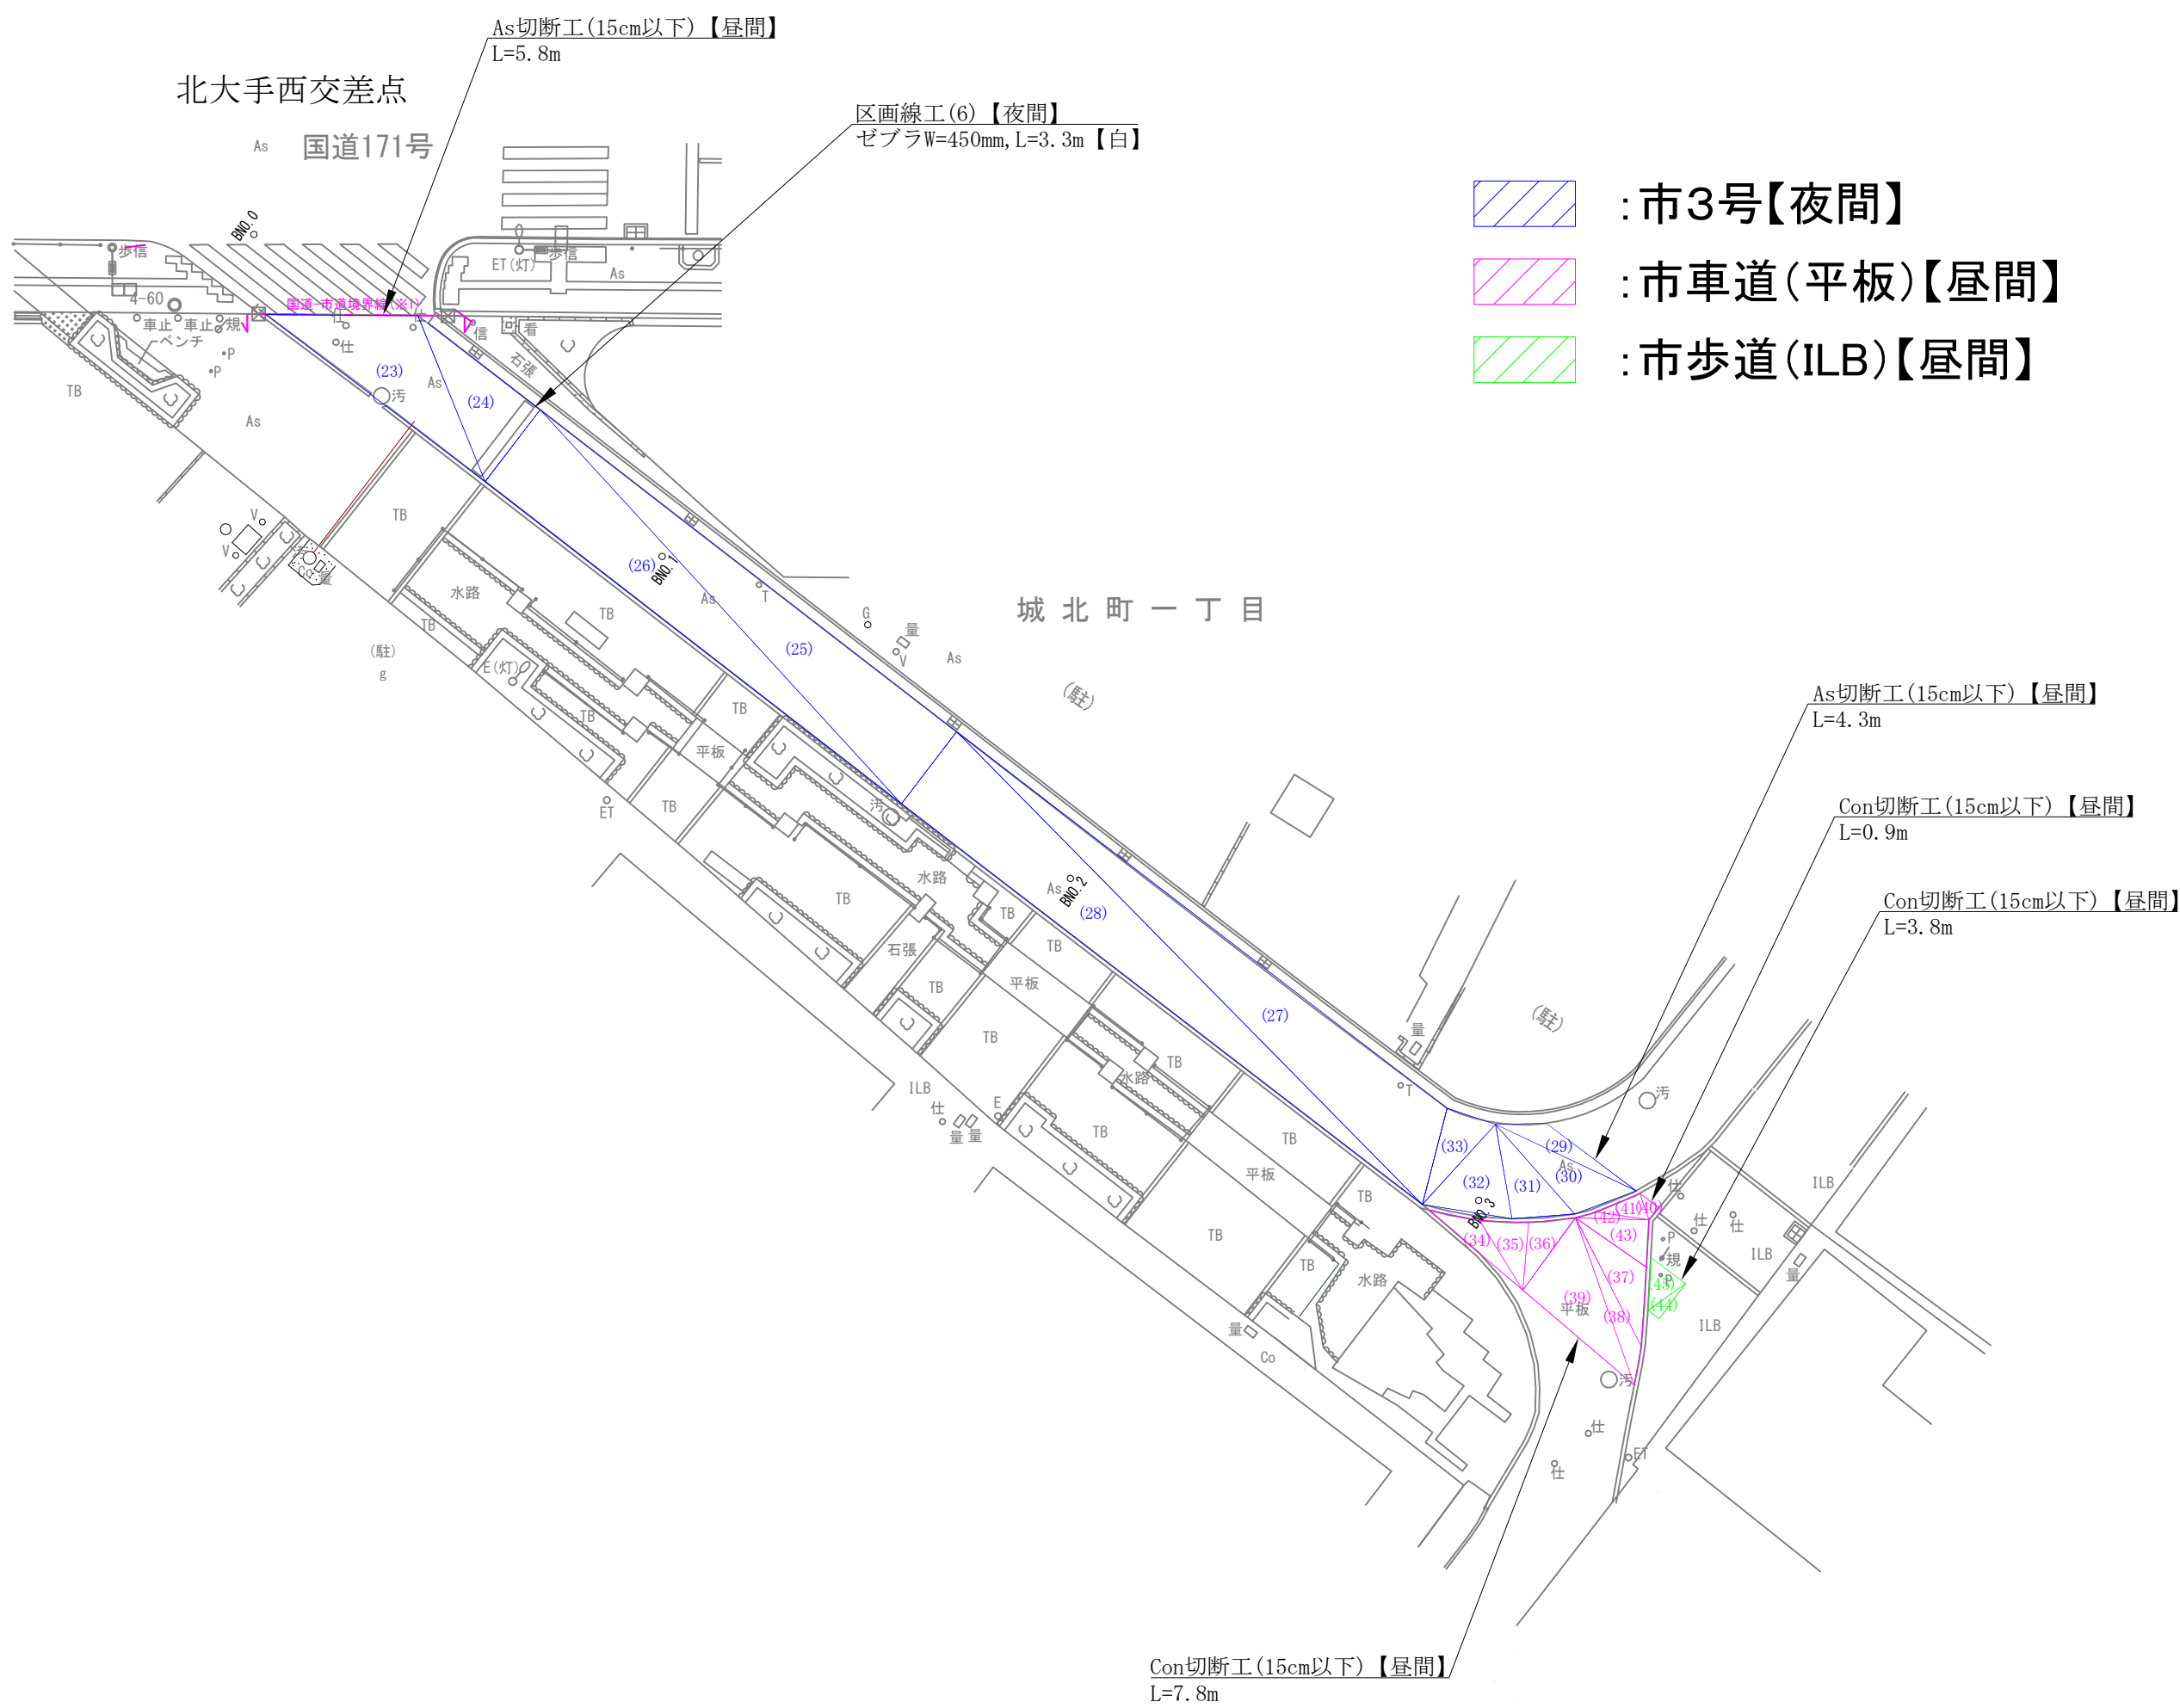 As切断工(15cm以下)【昼間】
L=5.8m
北大手西交差点
区画線工(6)【夜間】
ゼブラW=450mm,L=3.3m【白】
As 国道171号
:市3号【夜間】
:市車道(平板)【昼間】
:市歩道(ILB)【昼間】
BNO.0
歩信
ET(灯)
歩信
As
4-60
国道-市道境界線(※1)
車止 車止 規
仕
信
看
ベンチ
P
仕
石張
P
(23)
As
TB
汚
(24)
As
TB
V
V
Co
量
(26)
BNO.1
As
T
水路
TB
TB
G
量
V
As
城北町一丁目
(25)
(駐)
g
E(灯)
TB
TB
平板
(駐)
As切断工(15cm以下)【昼間】
L=4.3m
ET
TB
汚
Con切断工(15cm以下)【昼間】
L=0.9m
水路
As
BNO.2
(28)
TB
TB
TB
Con切断工(15cm以下)【昼間】
L=3.8m
石張
TB
平板
(27)
(駐)
TB
量
TB
水路
ILB
仕
量 量
E
TB
T
汚
TB
(33)
(29)
As
(30)
平板
(32)
(31)
仕
ILB
TB
BNO.3
(41)
(40)
(42)
仕
仕
TB
(34)
(35)
(36)
(43)
P
規
ILB
TB
水路
(37)
P
(45)
量
(39)
平板
(38)
(44)
ILB
量
Co
汚
仕
仕
ET
Con切断工(15cm以下)【昼間】
L=7.8m